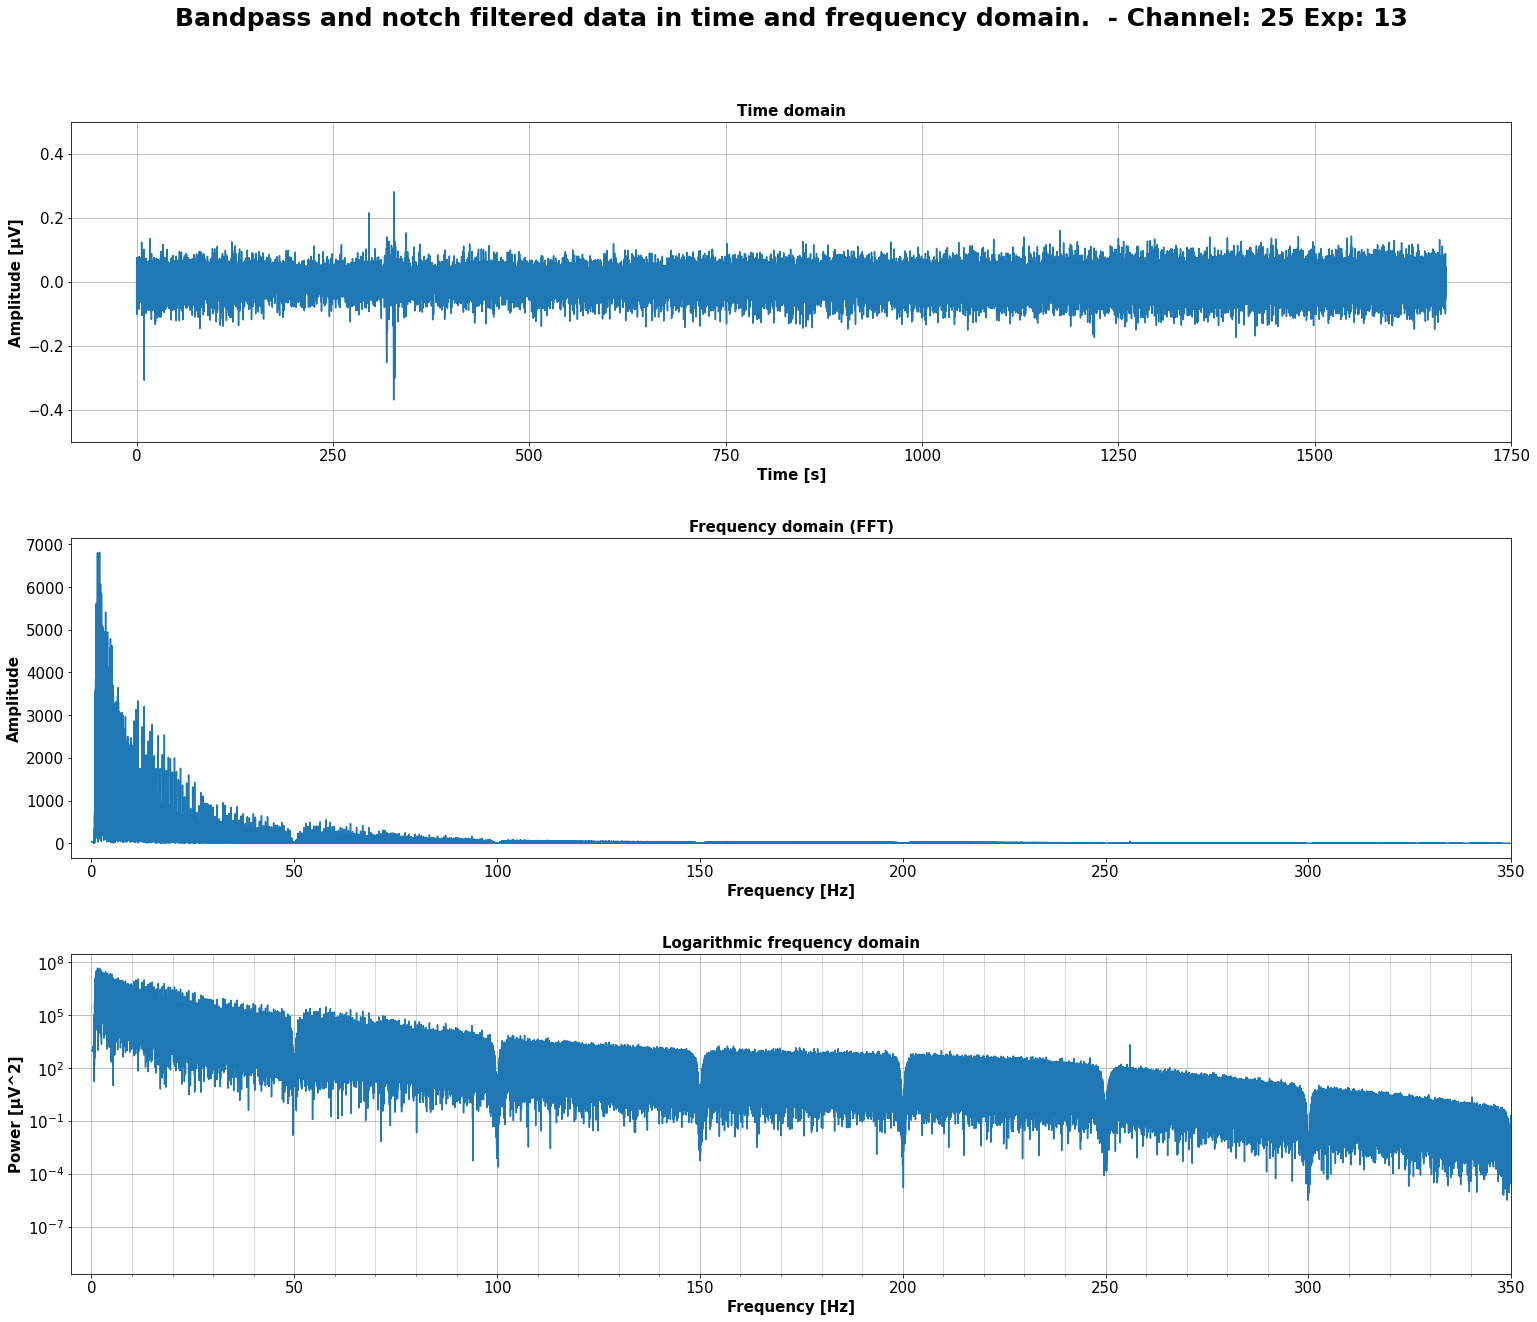 Bandpass and notch filtered data in time and frequency domain.  - Channel: 25 Exp: 13
Time domain
0.4
0.2
0.0
−0.2
−0.4
Amplitude [µV]
0 250 500 750 1000 1250 1500 1750
Time [s]
Frequency domain (FFT)
7000
6000
5000
4000
3000
2000
1000
0
Amplitude
0 50 100 150 200 250 300 350
Frequency [Hz]
Logarithmic frequency domain
10^8
10^5
10^2
10^−1
10^−4
10^−7
Power [µV^2]
0 50 100 150 200 250 300 350
Frequency [Hz]